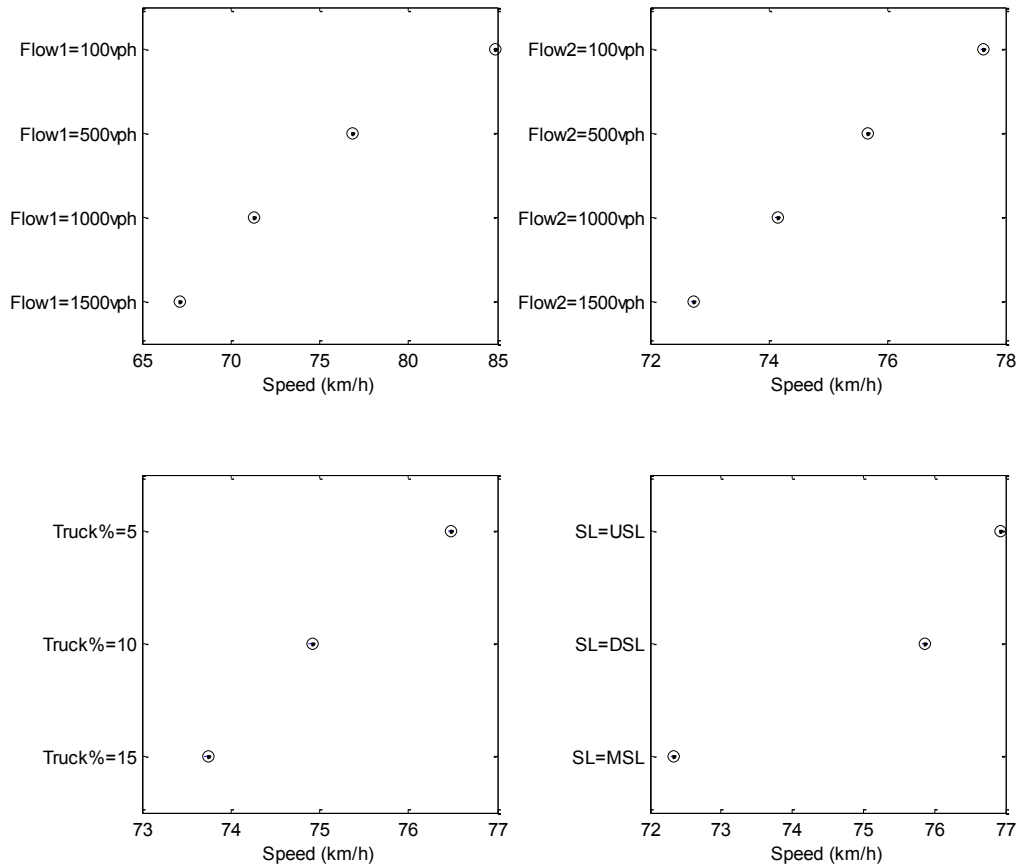 Flow1=100vph
Flow1=500vph
Flow1=1000vph
Flow1=1500vph
65 70 75 80 85
Speed (km/h)
Flow2=100vph
Flow2=500vph
Flow2=1000vph
Flow2=1500vph
72 74 76 78
Speed (km/h)
Truck%=5
Truck%=10
Truck%=15
73 74 75 76 77
Speed (km/h)
SL=USL
SL=DSL
SL=MSL
72 73 74 75 76 77
Speed (km/h)